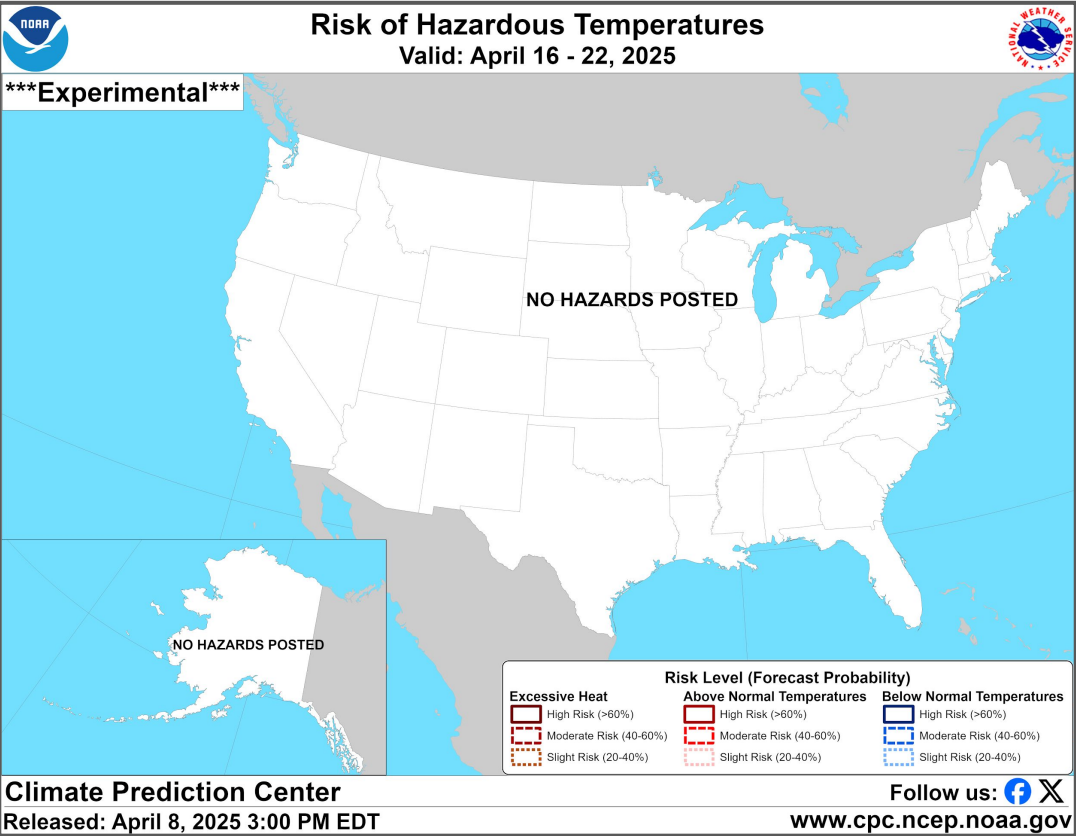 NOAA
Risk of Hazardous Temperatures
Valid: April 16 - 22, 2025
NATIONAL WEATHER SERVICE
***Experimental***
NO HAZARDS POSTED
NO HAZARDS POSTED
Risk Level (Forecast Probability)
Excessive Heat
High Risk (>60%)
Moderate Risk (40-60%)
Slight Risk (20-40%)
Above Normal Temperatures
High Risk (>60%)
Moderate Risk (40-60%)
Slight Risk (20-40%)
Below Normal Temperatures
High Risk (>60%)
Moderate Risk (40-60%)
Slight Risk (20-40%)
Climate Prediction Center
Follow us:
Released: April 8, 2025 3:00 PM EDT
www.cpc.ncep.noaa.gov